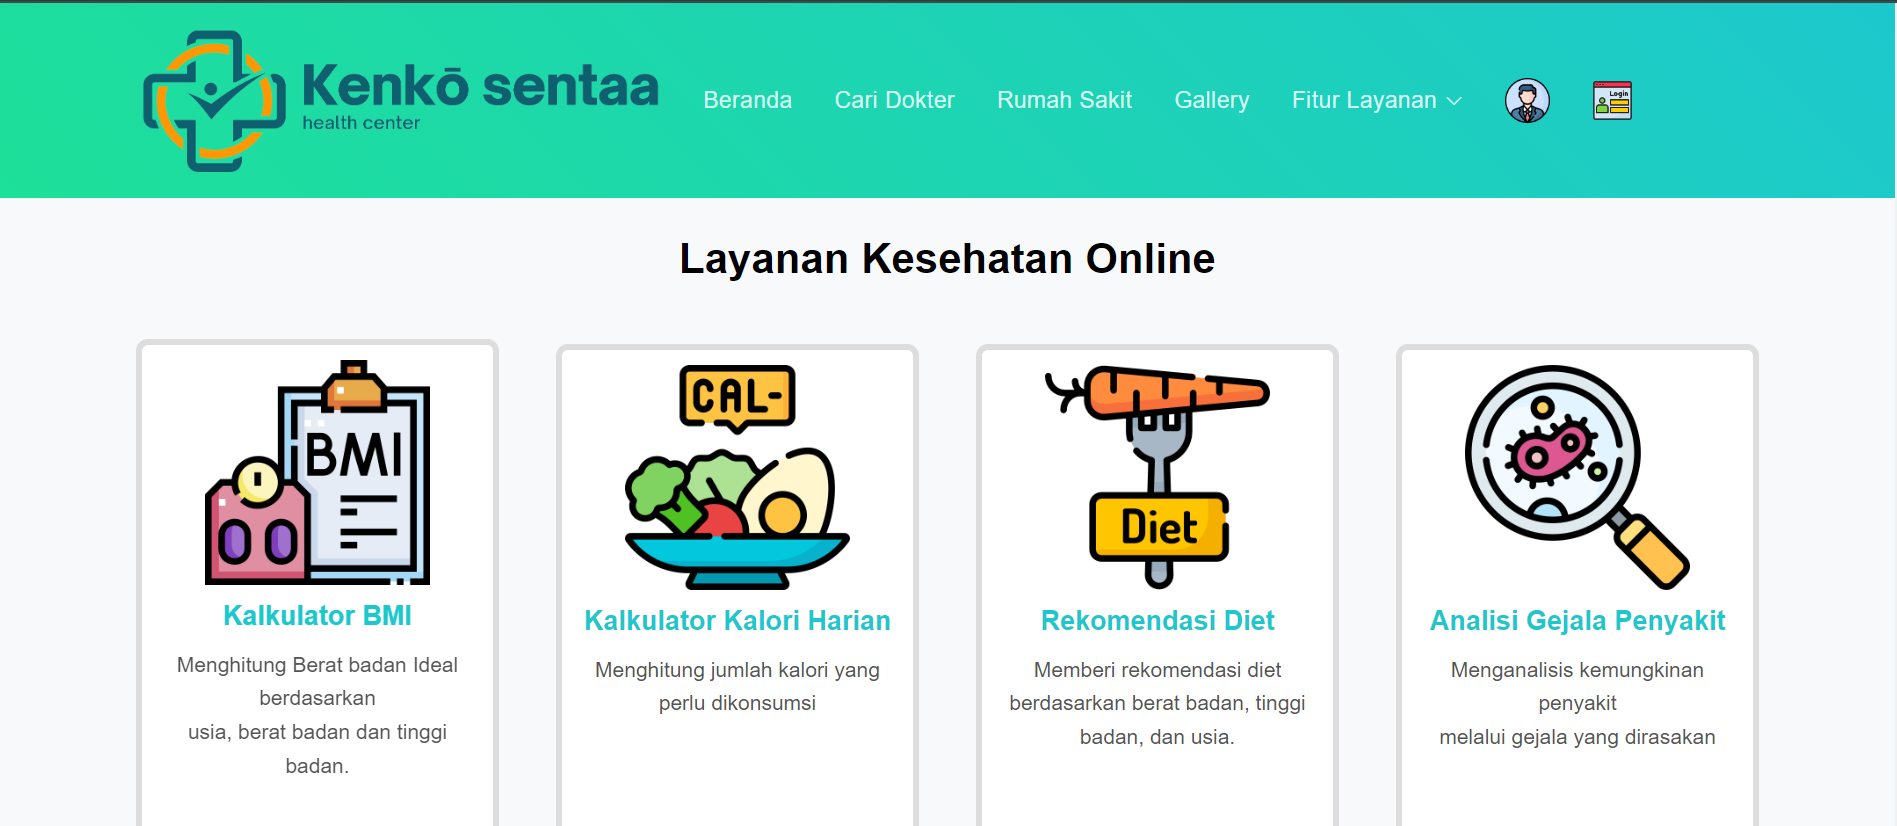 Kenkō sentaa
health center
Beranda
Cari Dokter
Rumah Sakit
Gallery
Fitur Layanan
Login
Layanan Kesehatan Online
BMI
Kalkulator BMI
Menghitung Berat badan Ideal
berdasarkan
usia, berat badan dan tinggi
badan.
CAL-
Kalkulator Kalori Harian
Menghitung jumlah kalori yang
perlu dikonsumsi
Diet
Rekomendasi Diet
Memberi rekomendasi diet
berdasarkan berat badan, tinggi
badan, dan usia.
Analisi Gejala Penyakit
Menganalisis kemungkinan
penyakit
melalui gejala yang dirasakan